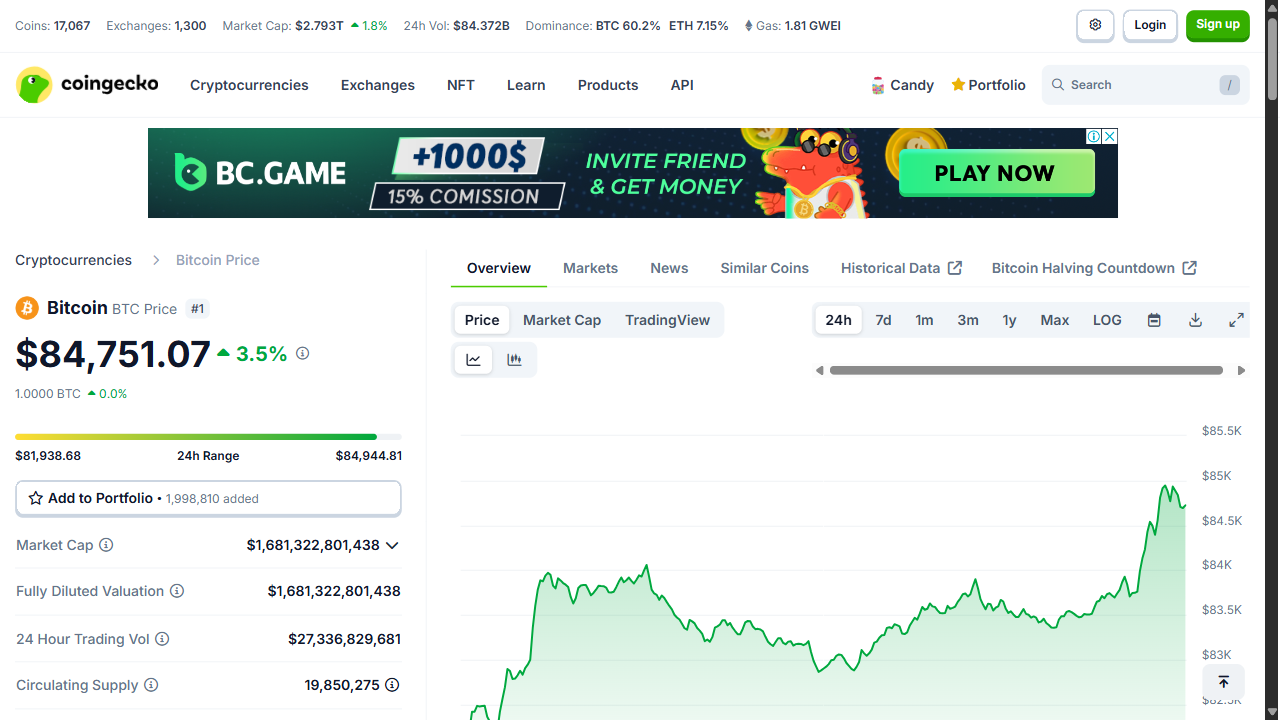 Coins: 17,067 Exchanges: 1,300 Market Cap: $2.793T 1.8% 24h Vol: $84.372B Dominance: BTC 60.2% ETH 7.15% Gas: 1.81 GWEI
Login
Sign up
coingecko
Cryptocurrencies Exchanges NFT Learn Products API
Candy Portfolio
Search /
BC.GAME
+1000$
15% COMISSION
INVITE FRIEND
& GET MONEY
PLAY NOW
Cryptocurrencies Bitcoin Price
Bitcoin BTC Price #1
$84,751.07 3.5%
1.0000 BTC 0.0%
$81,938.68 24h Range $84,944.81
Add to Portfolio • 1,998,810 added
Market Cap $1,681,322,801,438
Fully Diluted Valuation $1,681,322,801,438
24 Hour Trading Vol $27,336,829,681
Circulating Supply 19,850,275
Overview Markets News Similar Coins Historical Data Bitcoin Halving Countdown
Price Market Cap TradingView
24h 7d 1m 3m 1y Max LOG
$85.5K
$85K
$84.5K
$84K
$83.5K
$83K
$82.5K